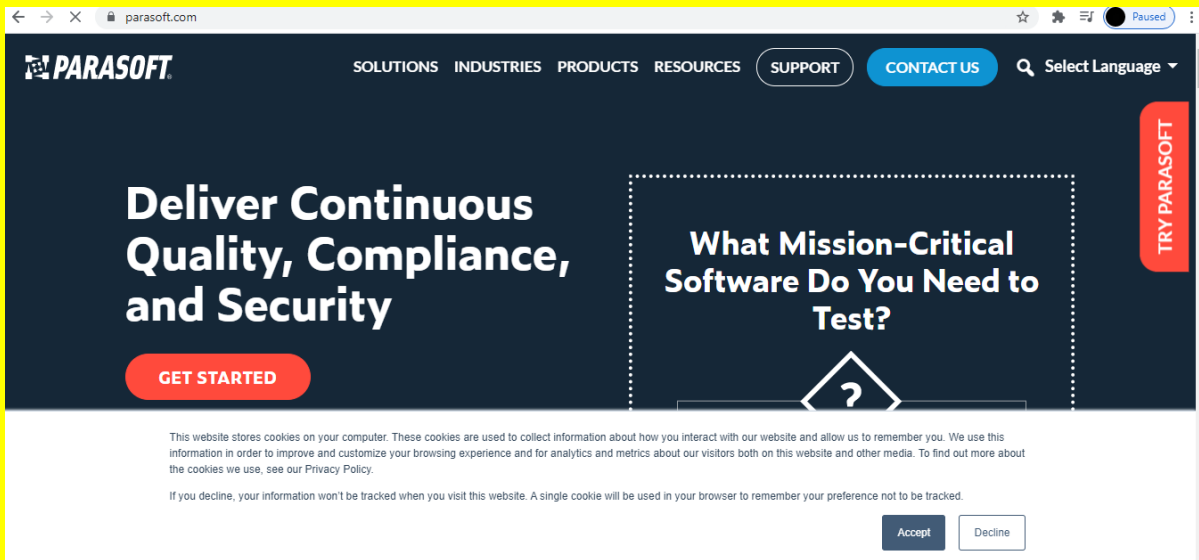 parasoft.com
Paused
PARASOFT
SOLUTIONS INDUSTRIES PRODUCTS RESOURCES SUPPORT CONTACT US Select Language
TRY PARASOFT
Deliver Continuous
Quality, Compliance,
and Security
GET STARTED
What Mission-Critical
Software Do You Need to
Test?
?
This website stores cookies on your computer. These cookies are used to collect information about how you interact with our website and allow us to remember you. We use this
information in order to improve and customize your browsing experience and for analytics and metrics about our visitors both on this website and other media. To find out more about
the cookies we use, see our Privacy Policy.
If you decline, your information won't be tracked when you visit this website. A single cookie will be used in your browser to remember your preference not to be tracked.
Accept Decline